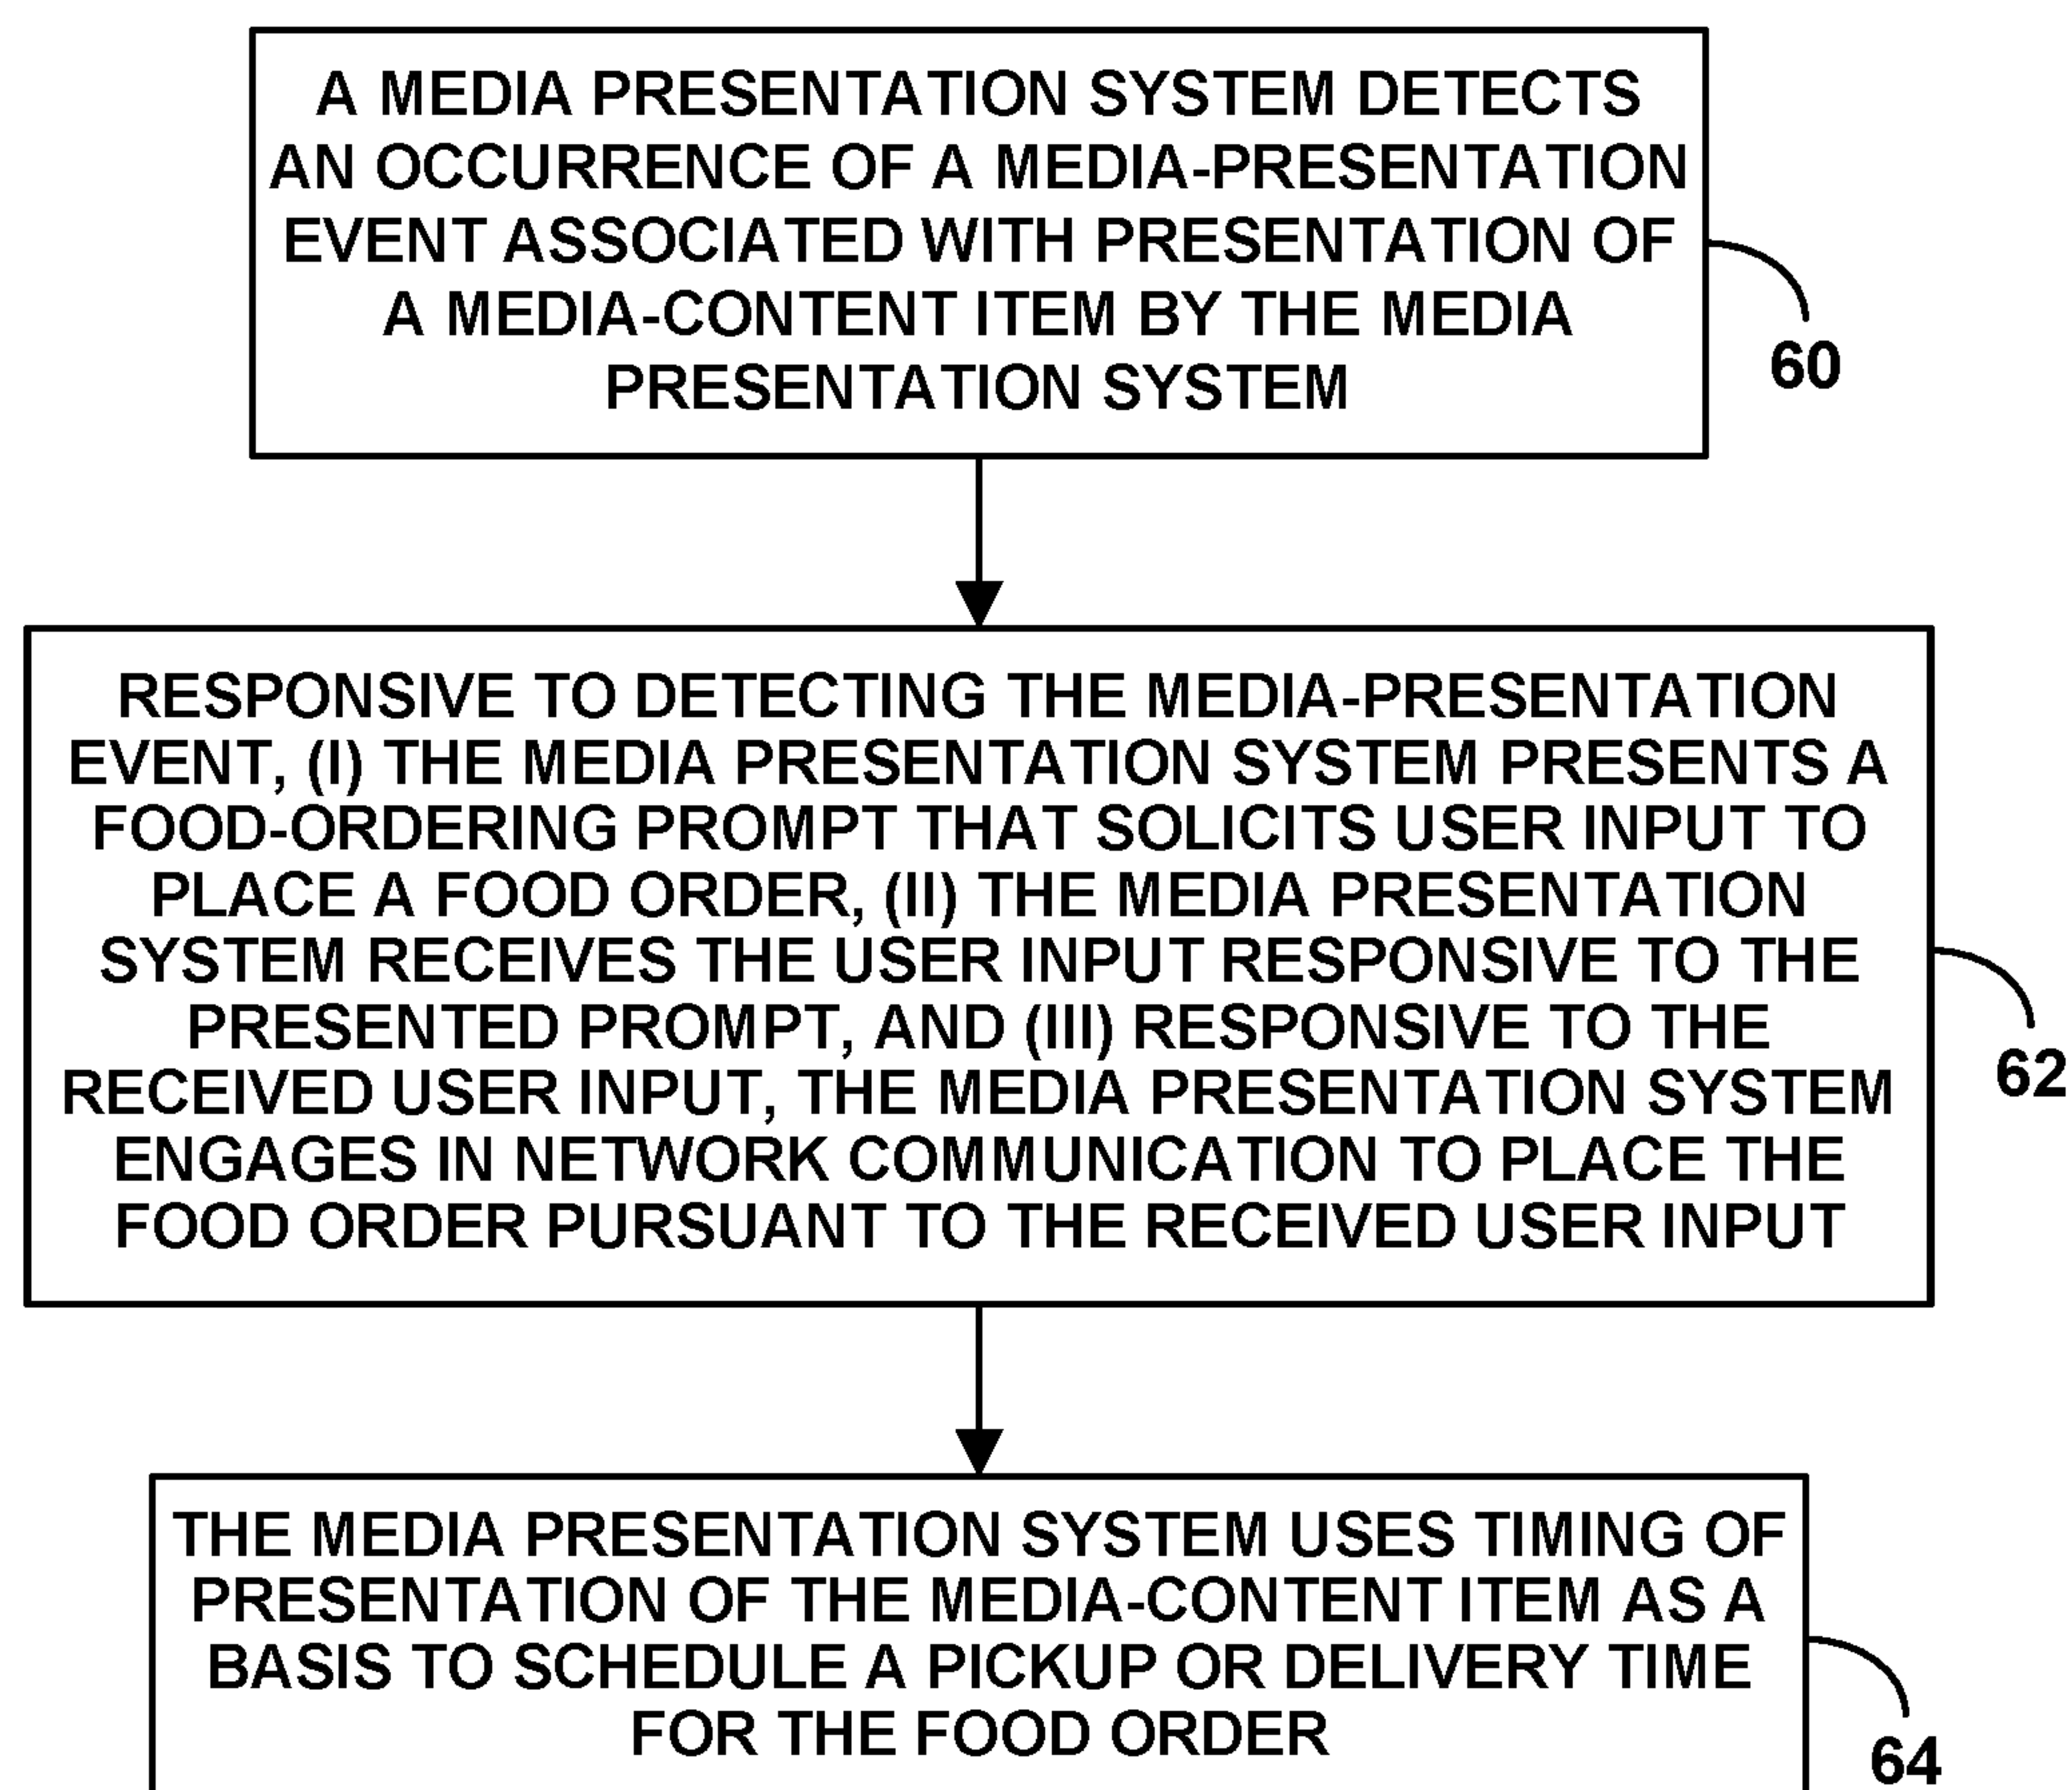 A MEDIA PRESENTATION SYSTEM DETECTS
AN OCCURRENCE OF A MEDIA-PRESENTATION
EVENT ASSOCIATED WITH PRESENTATION OF
A MEDIA-CONTENT ITEM BY THE MEDIA
PRESENTATION SYSTEM
60
RESPONSIVE TO DETECTING THE MEDIA-PRESENTATION
EVENT, (I) THE MEDIA PRESENTATION SYSTEM PRESENTS A
FOOD-ORDERING PROMPT THAT SOLICITS USER INPUT TO
PLACE A FOOD ORDER, (II) THE MEDIA PRESENTATION
SYSTEM RECEIVES THE USER INPUT RESPONSIVE TO THE
PRESENTED PROMPT, AND (III) RESPONSIVE TO THE
RECEIVED USER INPUT, THE MEDIA PRESENTATION SYSTEM
ENGAGES IN NETWORK COMMUNICATION TO PLACE THE
FOOD ORDER PURSUANT TO THE RECEIVED USER INPUT
62
THE MEDIA PRESENTATION SYSTEM USES TIMING OF
PRESENTATION OF THE MEDIA-CONTENT ITEM AS A
BASIS TO SCHEDULE A PICKUP OR DELIVERY TIME
FOR THE FOOD ORDER
64